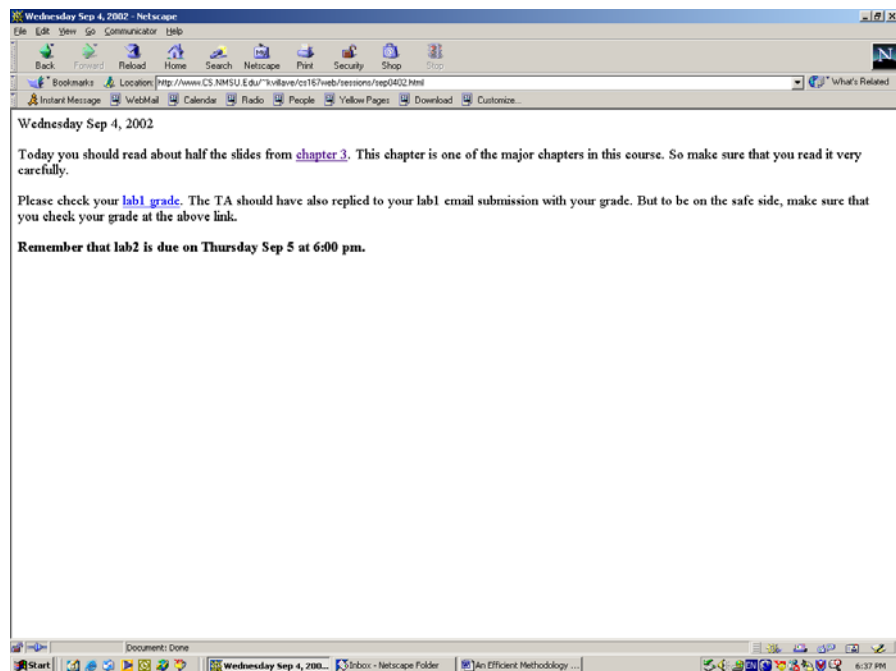 Wednesday Sep 4, 2002 - Netscape
File Edit View Go Communicator Help
Back Forward Reload Home Search Netscape Print Security Shop Stop
Bookmarks Location: http://www.CS.NMSU.Edu/~kvillave/cs167web/sessions/sep0402.html What's Related
Instant Message WebMail Calendar Radio People Yellow Pages Download Customize...
Wednesday Sep 4, 2002
Today you should read about half the slides from chapter 3. This chapter is one of the major chapters in this course. So make sure that you read it very
carefully.
Please check your lab1 grade. The TA should have also replied to your lab1 email submission with your grade. But to be on the safe side, make sure that
you check your grade at the above link.
Remember that lab2 is due on Thursday Sep 5 at 6:00 pm.
Document: Done
Start Wednesday Sep 4, 200... Inbox - Netscape Folder An Efficient Methodology ... 6:37 PM